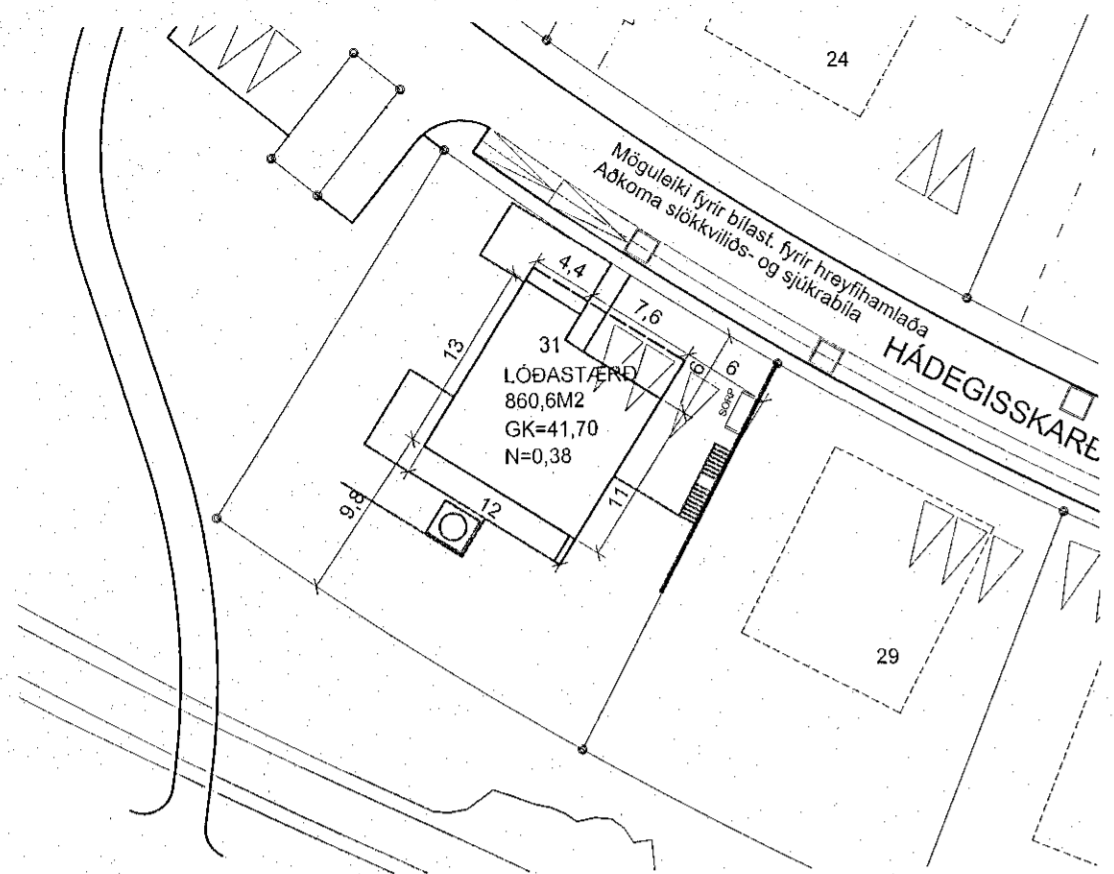 24
Möguleiki fyrir bílast. fyrir hreyfihamlaða
Aðkoma slökkviliðs- og sjúkrabíla
HÁDEGISSKARÐ
4,4
7,6
6
6
SORP
13
31
LÓÐASTÆRÐ
860,6M2
GK=41,70
N=0,38
11
12
9,8
29